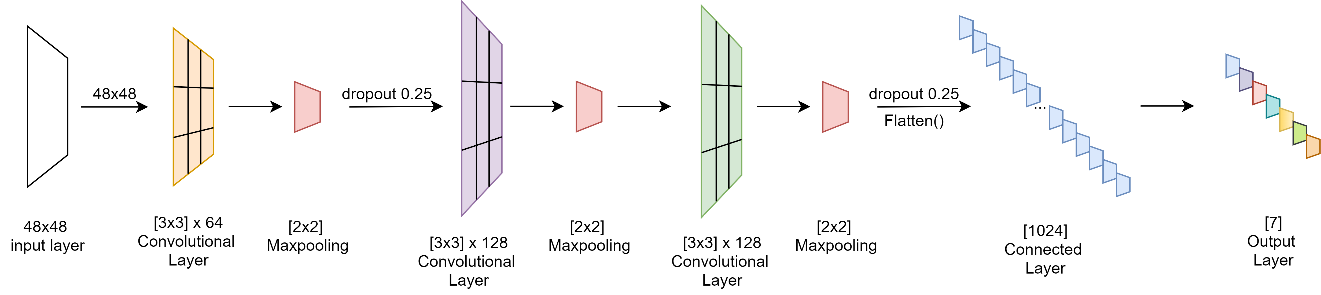 48x48
dropout 0.25
dropout 0.25
Flatten()
...
48x48
input layer
[3x3] x 64
Convolutional
Layer
[2x2]
Maxpooling
[3x3] x 128
Convolutional
Layer
[2x2]
Maxpooling
[3x3] x 128
Convolutional
Layer
[2x2]
Maxpooling
[1024]
Connected
Layer
[7]
Output
Layer